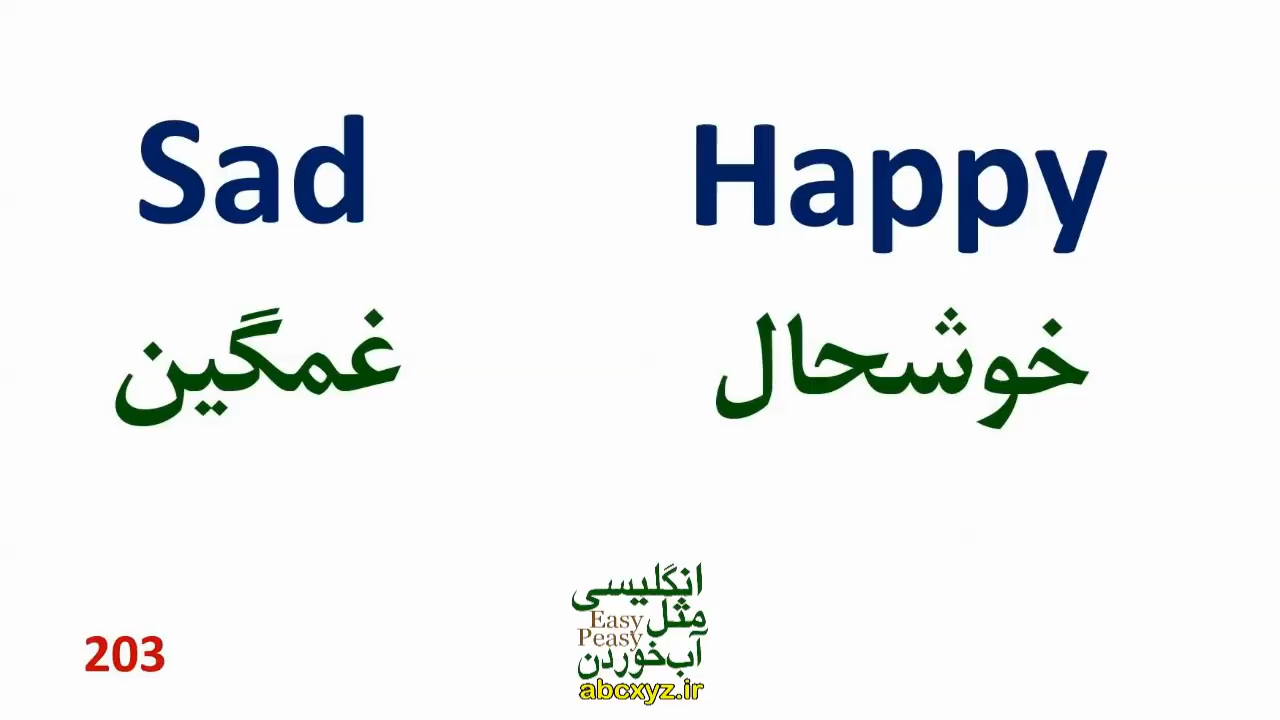 Sad Happy
غمگین خوشحال
203
انگلیسی
مثل
Easy
Peasy
آب‌خوردن
abcxyz.ir